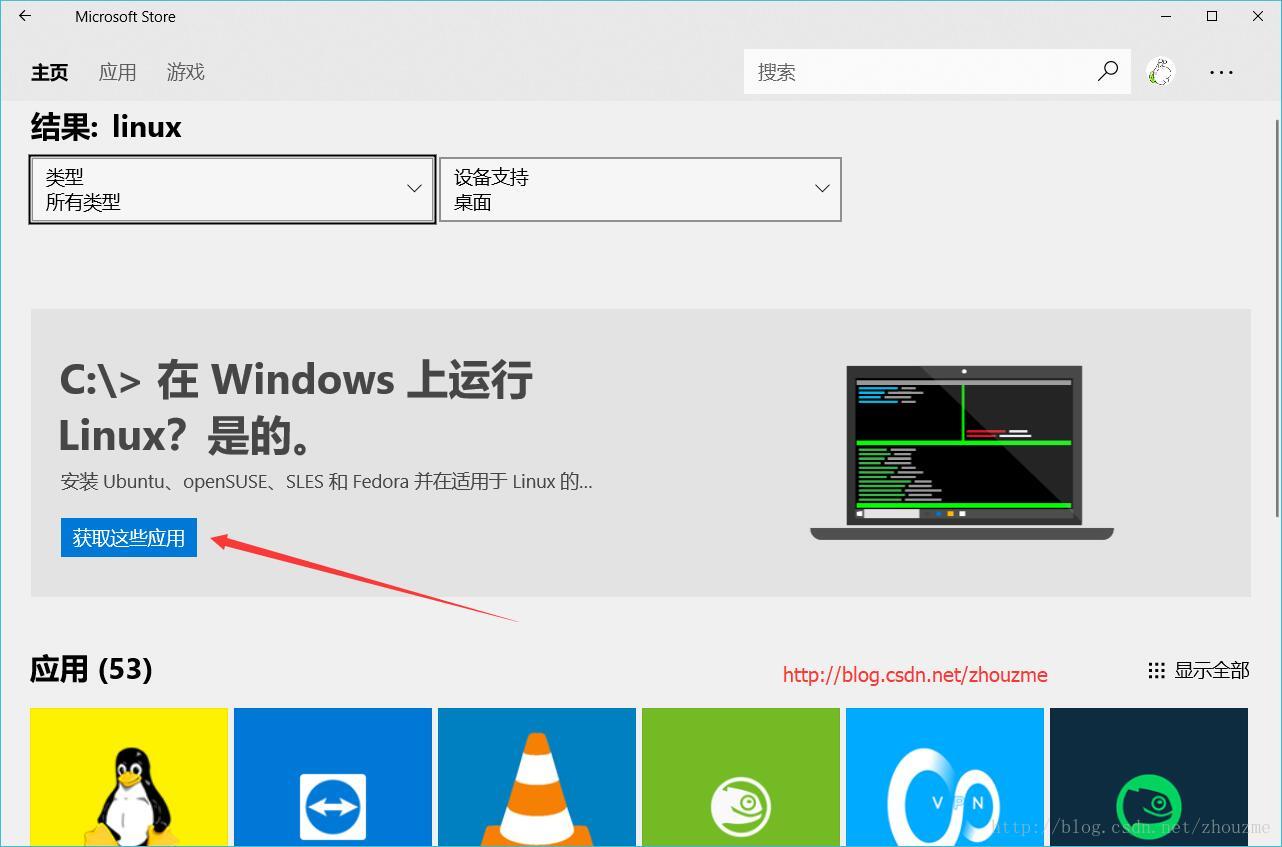 Microsoft Store
主页 应用 游戏 搜索
结果: linux
类型
所有类型
设备支持
桌面
C:\> 在 Windows 上运行
Linux？是的。
安装 Ubuntu、openSUSE、SLES 和 Fedora 并在适用于 Linux 的...
获取这些应用
应用 (53)
http://blog.csdn.net/zhouzme
显示全部
VPN
http://blog.csdn.net/zhouzme